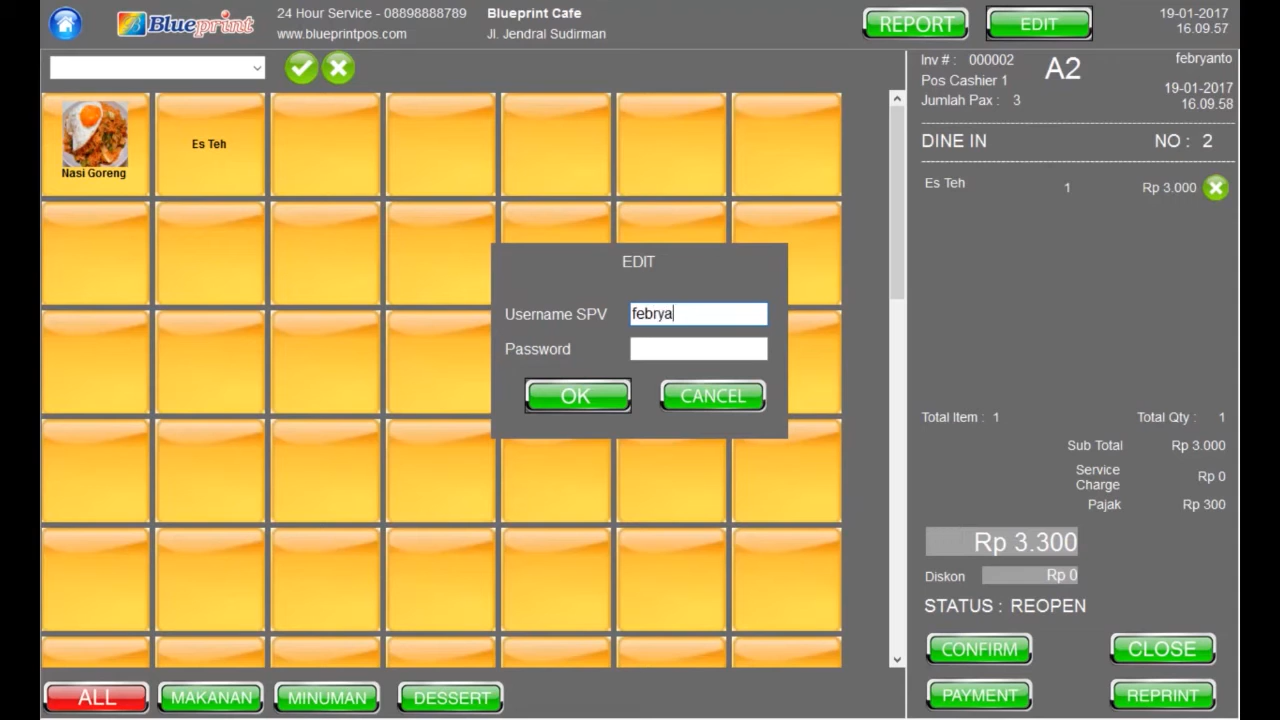 Blueprint
24 Hour Service - 08898888789
www.blueprintpos.com
Blueprint Cafe
Jl. Jendral Sudirman
REPORT
EDIT
19-01-2017
16.09.57
Nasi Goreng
Es Teh
EDIT
Username SPV febrya
Password
OK
CANCEL
ALL
MAKANAN
MINUMAN
DESSERT
Inv # : 000002
A2
febryanto
Pos Cashier 1
Jumlah Pax : 3
19-01-2017
16.09.58
DINE IN
NO : 2
Es Teh 1 Rp 3.000
Total Item : 1
Total Qty : 1
Sub Total Rp 3.000
Service
Charge
Rp 0
Pajak Rp 300
Rp 3.300
Diskon Rp 0
STATUS : REOPEN
CONFIRM
CLOSE
PAYMENT
REPRINT